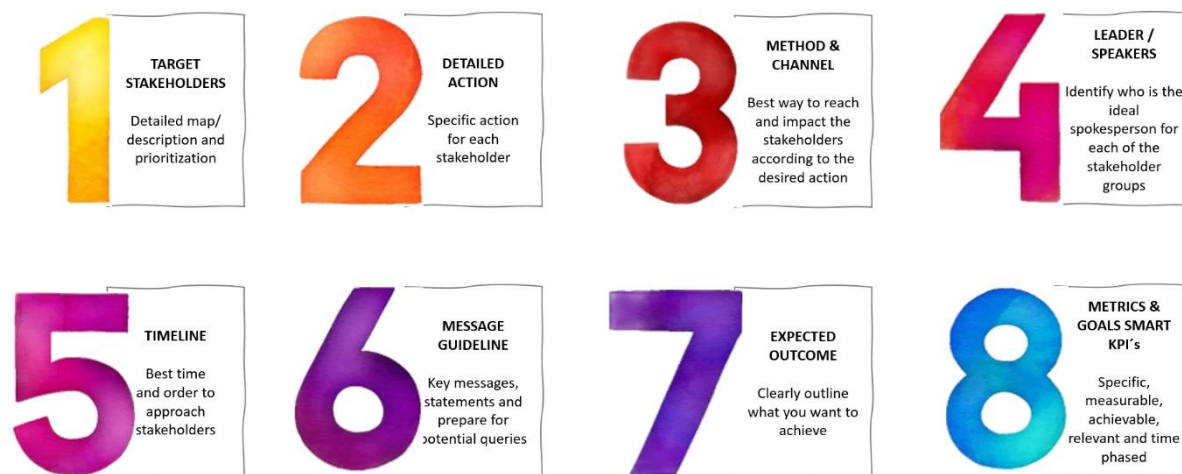 1
TARGET
STAKEHOLDERS
Detailed map/
description and
prioritization
2
DETAILED
ACTION
Specific action
for each
stakeholder
3
METHOD &
CHANNEL
Best way to reach
and impact the
stakeholders
according to the
desired action
4
LEADER /
SPEAKERS
Identify who is the
ideal
spokesperson for
each of the
stakeholder
groups
5
TIMELINE
Best time
and order to
approach
stakeholders
6
MESSAGE
GUIDELINE
Key messages,
statements and
prepare for
potential queries
7
EXPECTED
OUTCOME
Clearly outline
what you want to
achieve
8
METRICS &
GOALS SMART
KPI´s
Specific,
measurable,
achievable,
relevant and time
phased